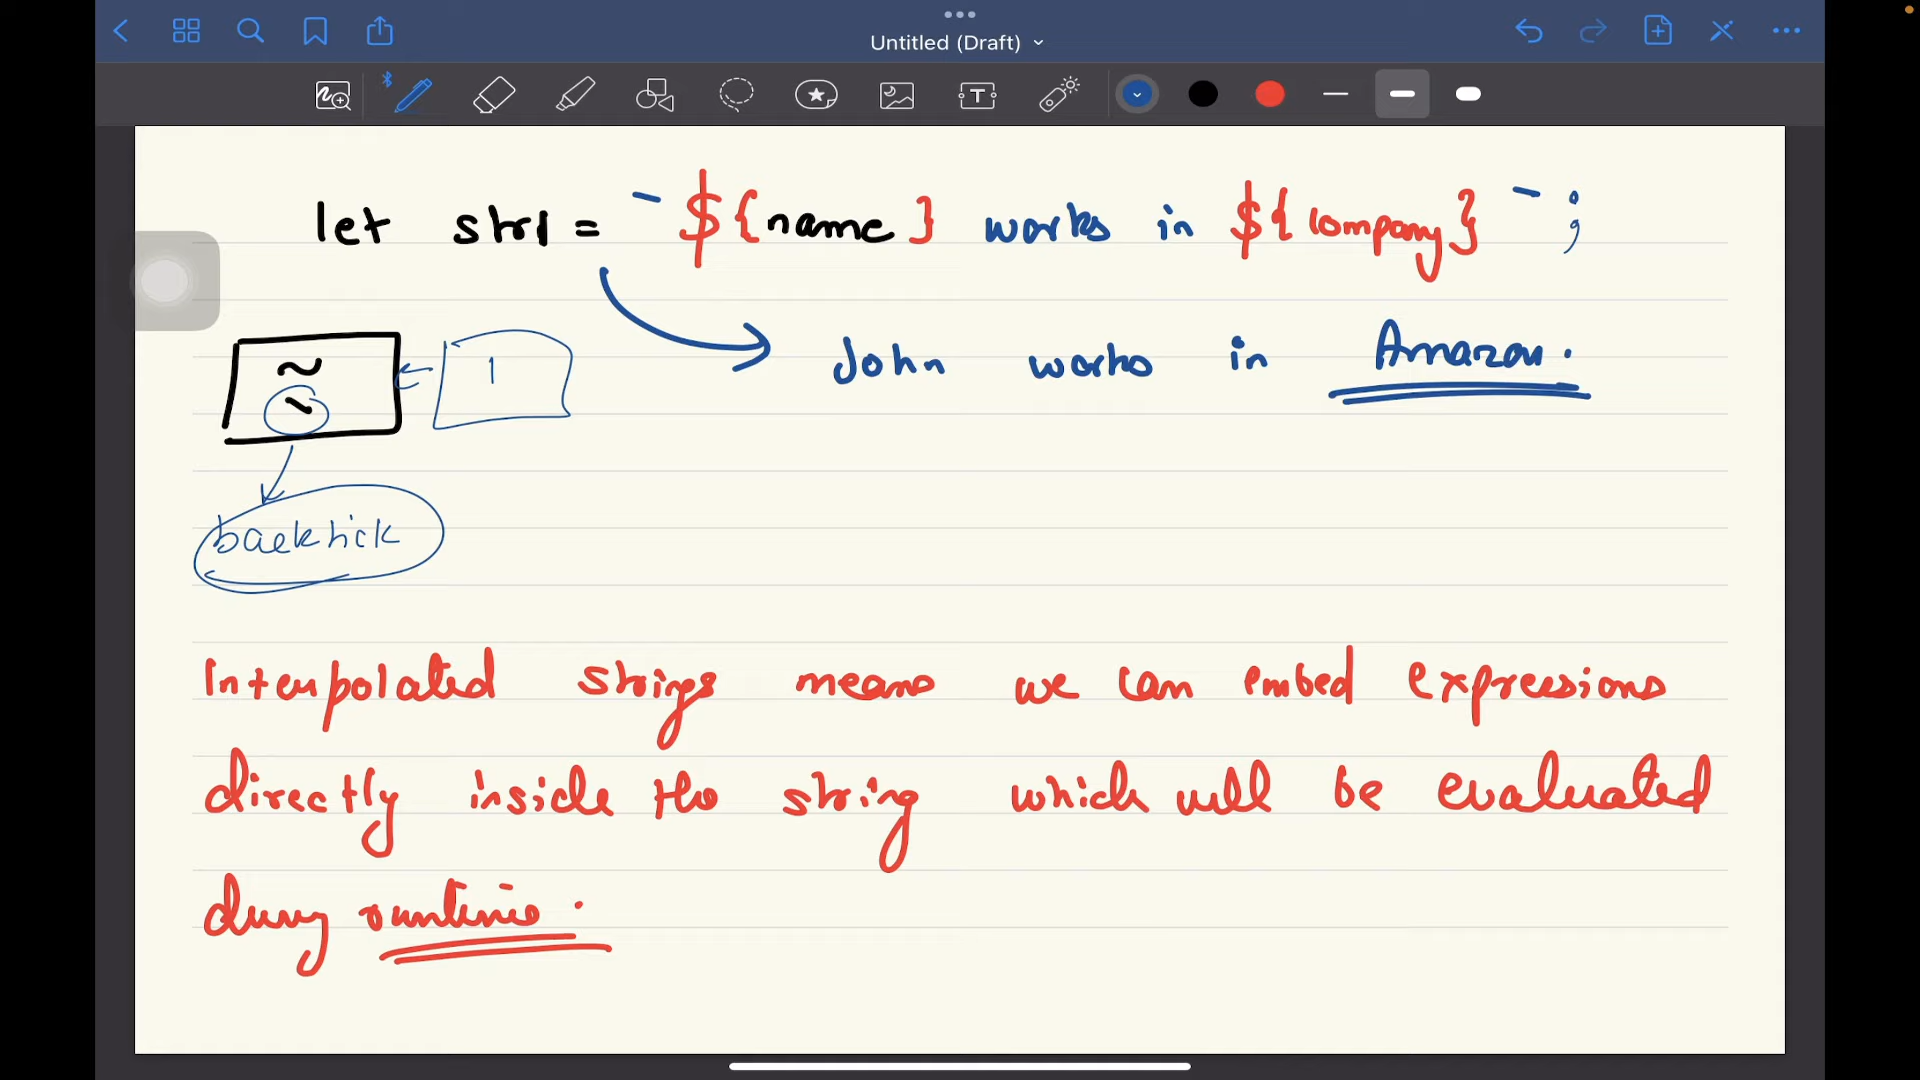 Untitled (Draft)
let str1 = ` ${name} works in ${company} ` ;
John works in Amazon.
~
` 1
backtick
Interpolated strings means we can embed expressions
directly inside the string which will be evaluated
during runtime.